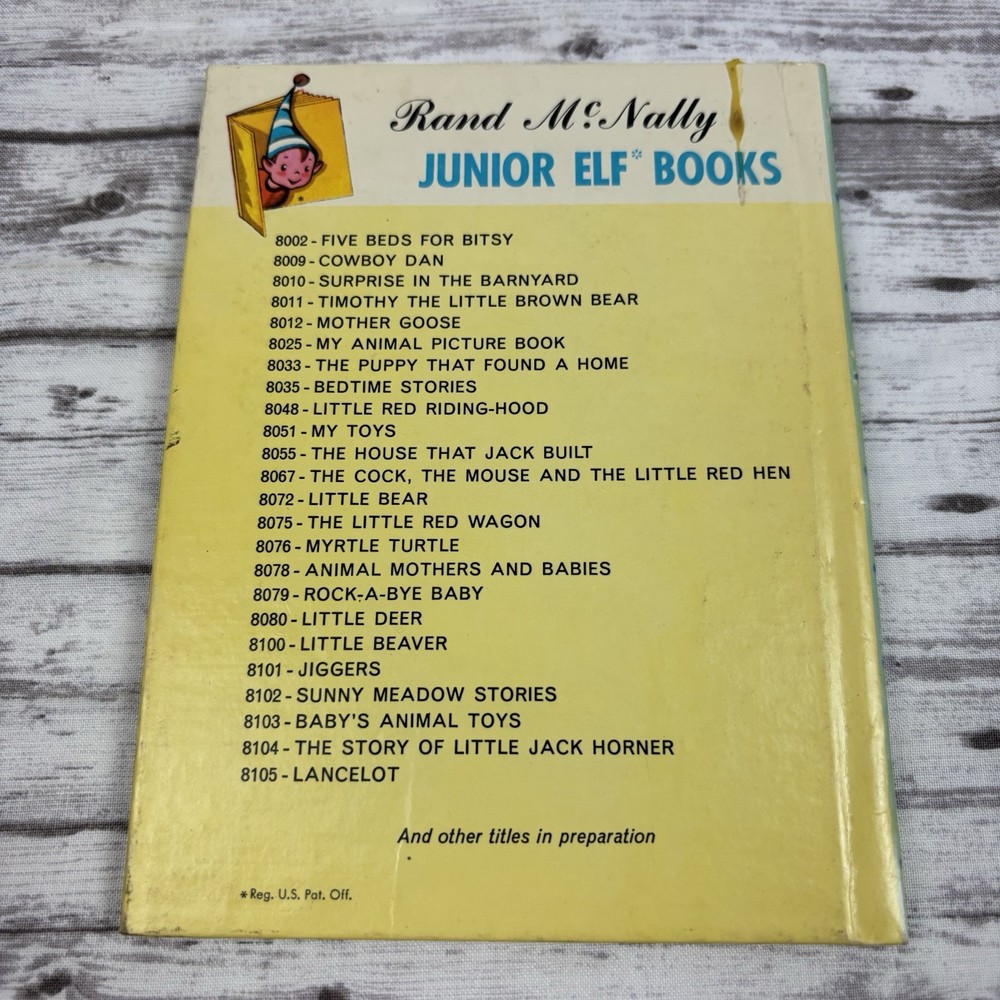 Rand McNally
JUNIOR ELF* BOOKS
8002 - FIVE BEDS FOR BITSY
8009 - COWBOY DAN
8010 - SURPRISE IN THE BARNYARD
8011 - TIMOTHY THE LITTLE BROWN BEAR
8012 - MOTHER GOOSE
8025 - MY ANIMAL PICTURE BOOK
8033 - THE PUPPY THAT FOUND A HOME
8035 - BEDTIME STORIES
8048 - LITTLE RED RIDING-HOOD
8051 - MY TOYS
8055 - THE HOUSE THAT JACK BUILT
8067 - THE COCK, THE MOUSE AND THE LITTLE RED HEN
8072 - LITTLE BEAR
8075 - THE LITTLE RED WAGON
8076 - MYRTLE TURTLE
8078 - ANIMAL MOTHERS AND BABIES
8079 - ROCK-A-BYE BABY
8080 - LITTLE DEER
8100 - LITTLE BEAVER
8101 - JIGGERS
8102 - SUNNY MEADOW STORIES
8103 - BABY'S ANIMAL TOYS
8104 - THE STORY OF LITTLE JACK HORNER
8105 - LANCELOT
And other titles in preparation
*Reg. U.S. Pat. Off.